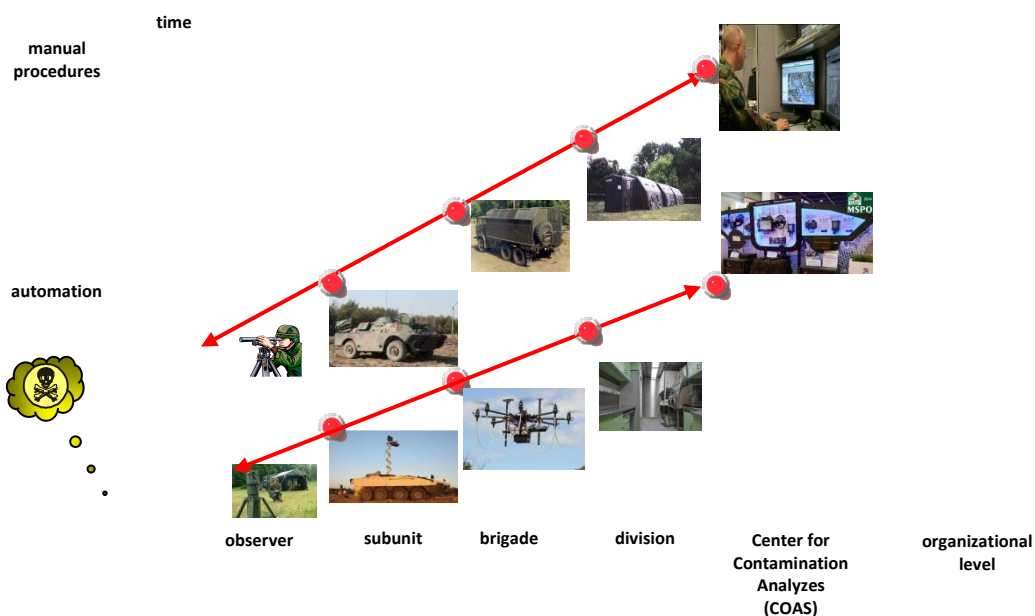 time
manual
procedures
MSPO
automation
observer
subunit
brigade
division
Center for
Contamination
Analyzes
(COAS)
organizational
level